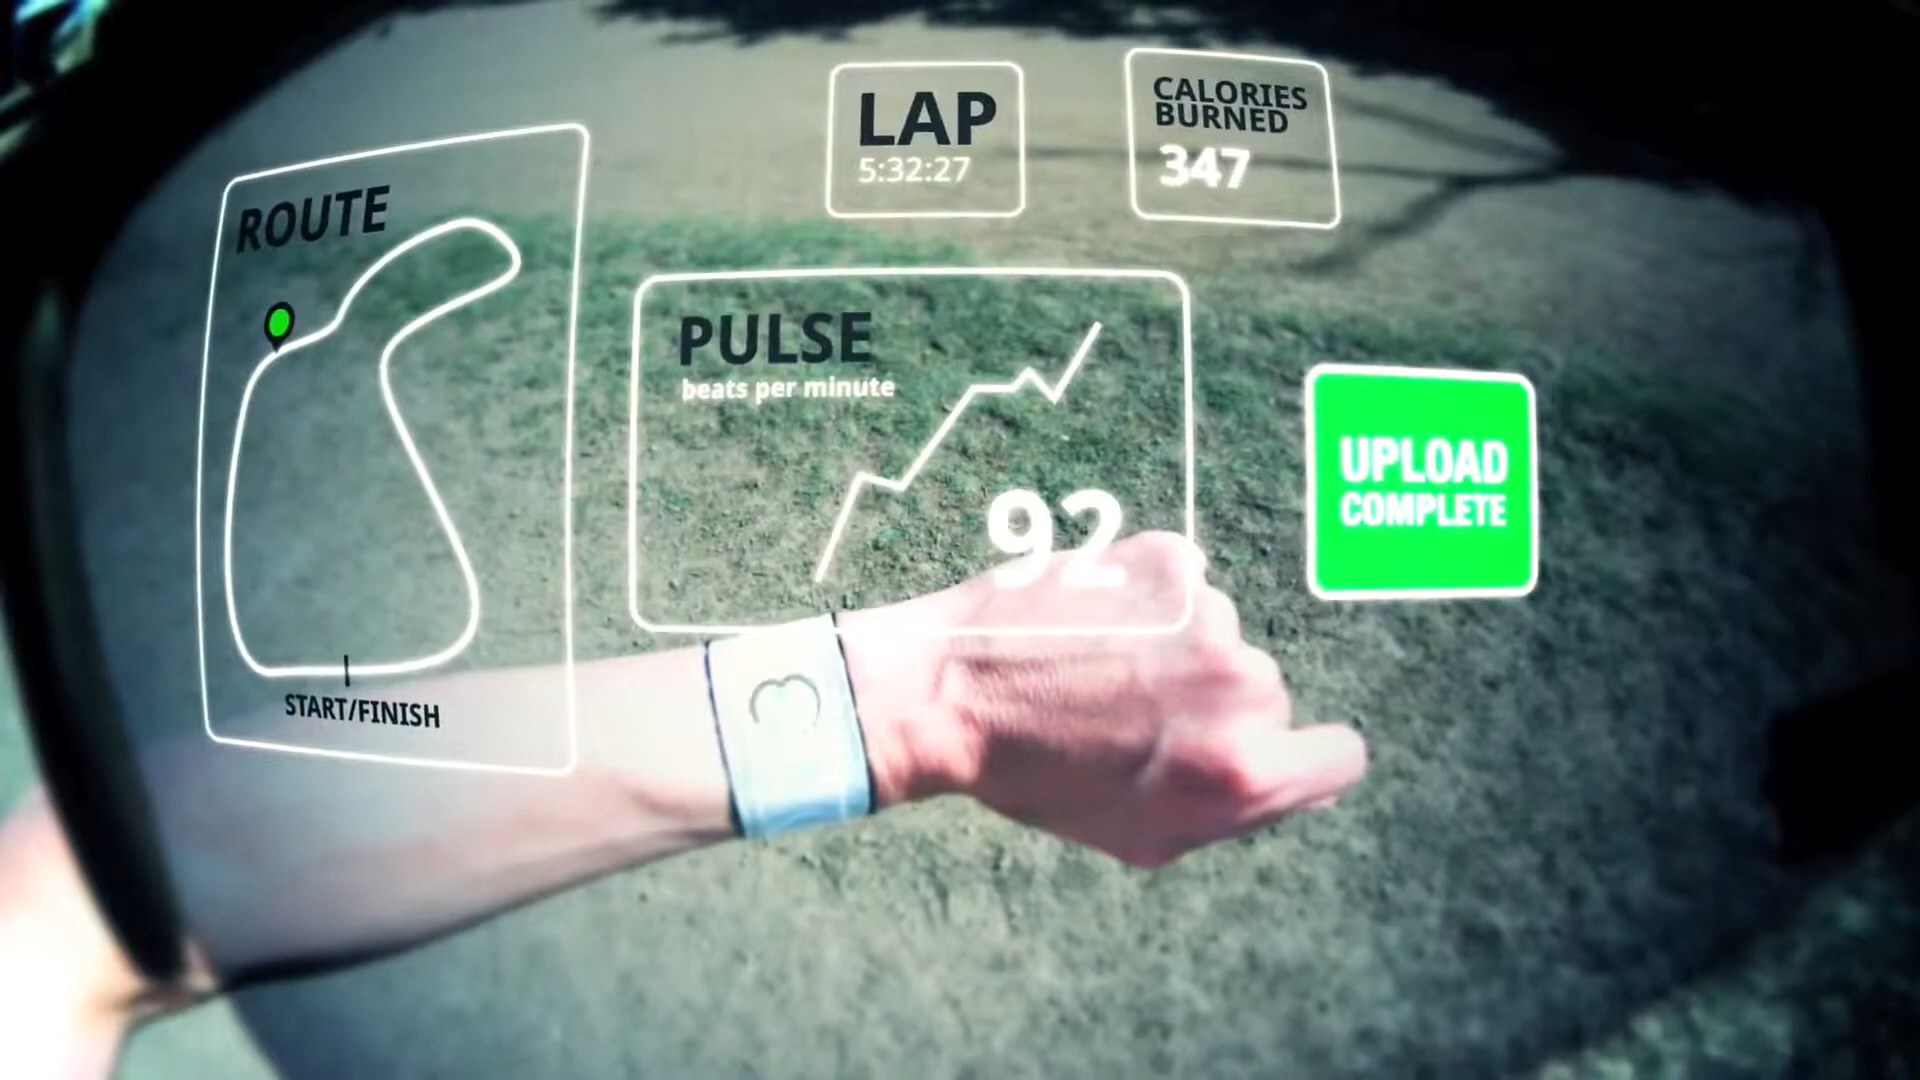 LAP
5:32:27
CALORIES
BURNED
347
ROUTE
START/FINISH
PULSE
beats per minute
92
UPLOAD
COMPLETE